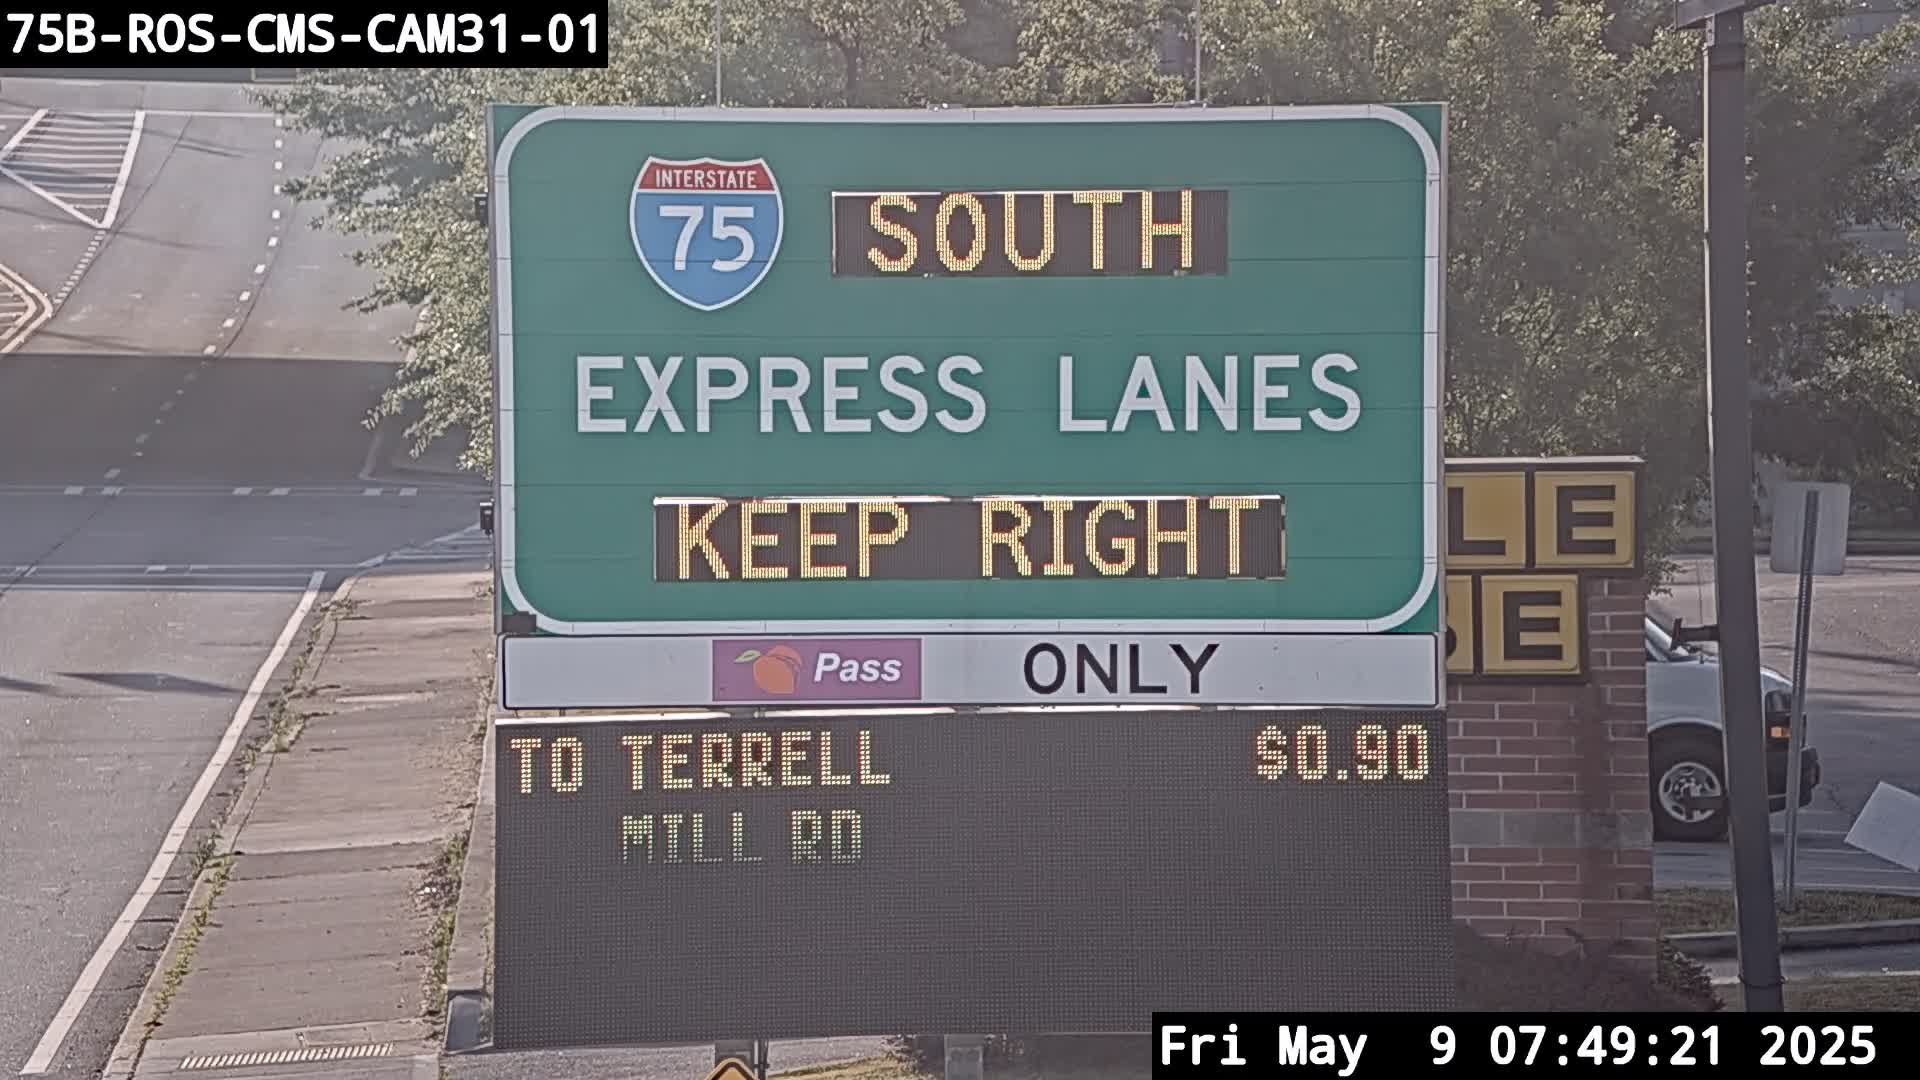 75B-ROS-CMS-CAM31-01
INTERSTATE
75
SOUTH
EXPRESS LANES
KEEP RIGHT
Pass ONLY
TO TERRELL $0.90
MILL RD
LE
E
Fri May 9 07:49:21 2025